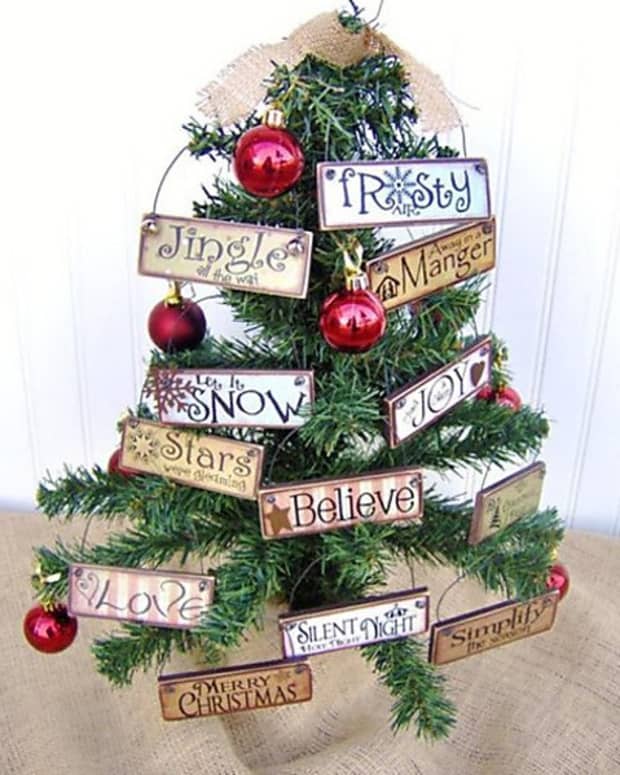 fROSty
AIR
Jingle
all the way
Away in a
Manger
Let It
SNOW
JOY
Stars
were gleaming
Believe
LOVE
SILENT NIGHT
HOLY NIGHT
Simplify
the season
MERRY
CHRISTMAS